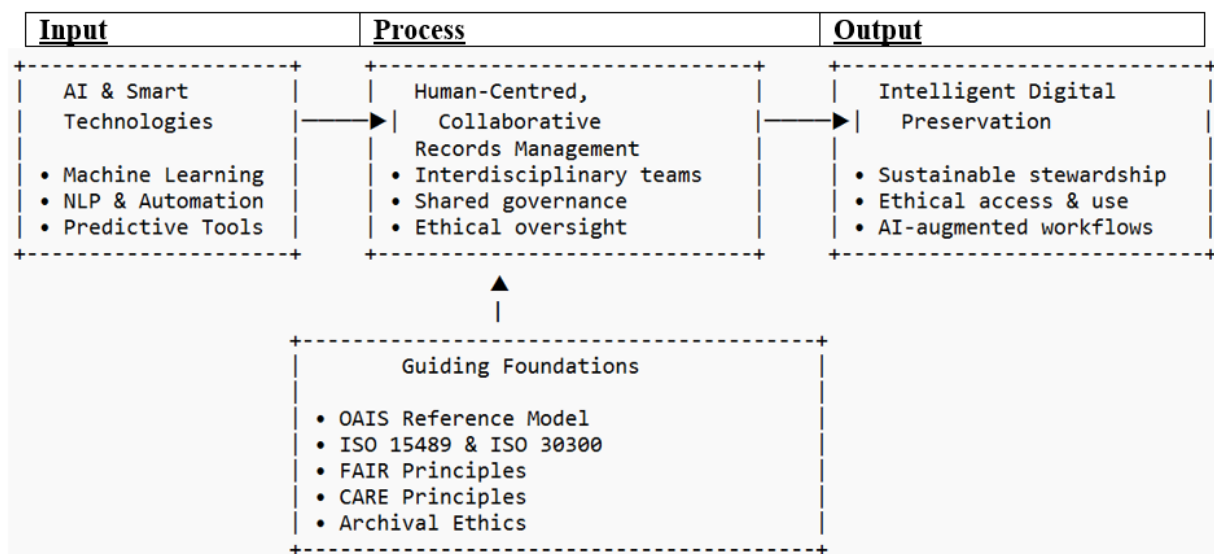 Input Process Output
AI & Smart
Technologies
• Machine Learning
• NLP & Automation
• Predictive Tools
Human-Centred,
Collaborative
Records Management
• Interdisciplinary teams
• Shared governance
• Ethical oversight
Intelligent Digital
Preservation
• Sustainable stewardship
• Ethical access & use
• AI-augmented workflows
Guiding Foundations
• OAIS Reference Model
• ISO 15489 & ISO 30300
• FAIR Principles
• CARE Principles
• Archival Ethics